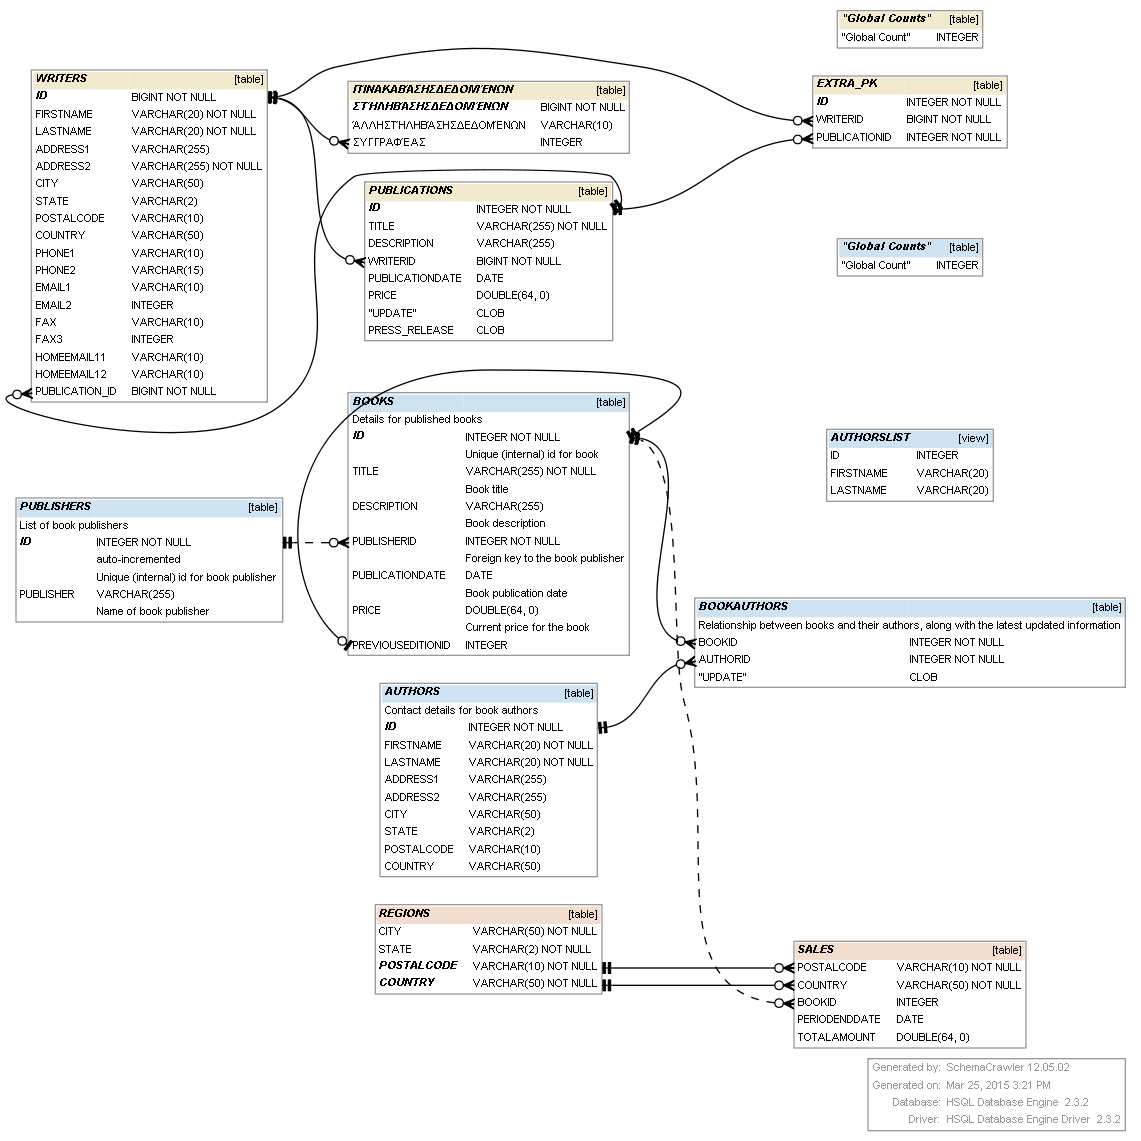 "Global Counts" [table]
"Global Count" INTEGER
WRITERS [table]
ID BIGINT NOT NULL
FIRSTNAME VARCHAR(20) NOT NULL
LASTNAME VARCHAR(20) NOT NULL
ADDRESS1 VARCHAR(255)
ADDRESS2 VARCHAR(255) NOT NULL
CITY VARCHAR(50)
STATE VARCHAR(2)
POSTALCODE VARCHAR(10)
COUNTRY VARCHAR(50)
PHONE1 VARCHAR(10)
PHONE2 VARCHAR(15)
EMAIL1 VARCHAR(10)
EMAIL2 INTEGER
FAX VARCHAR(10)
FAX3 INTEGER
HOMEEMAIL11 VARCHAR(10)
HOMEEMAIL12 VARCHAR(10)
PUBLICATION_ID BIGINT NOT NULL
ΠΊΝΑΚΑΒΆΣΗΣΔΕΔΟΜΈΝΩΝ [table]
ΣΤΉΛΗΒΆΣΗΣΔΕΔΟΜΈΝΩΝ BIGINT NOT NULL
ΆΛΛΗΣΤΉΛΗΒΆΣΗΣΔΕΔΟΜΈΝΩΝ VARCHAR(10)
ΣΥΓΓΡΑΦΈΑΣ INTEGER
EXTRA_PK [table]
ID INTEGER NOT NULL
WRITERID BIGINT NOT NULL
PUBLICATIONID INTEGER NOT NULL
PUBLICATIONS [table]
ID INTEGER NOT NULL
TITLE VARCHAR(255) NOT NULL
DESCRIPTION VARCHAR(255)
WRITERID BIGINT NOT NULL
PUBLICATIONDATE DATE
PRICE DOUBLE(64, 0)
"UPDATE" CLOB
PRESS_RELEASE CLOB
"Global Counts" [table]
"Global Count" INTEGER
BOOKS [table]
Details for published books
ID INTEGER NOT NULL
Unique (internal) id for book
TITLE VARCHAR(255) NOT NULL
Book title
DESCRIPTION VARCHAR(255)
Book description
PUBLISHERID INTEGER NOT NULL
Foreign key to the book publisher
PUBLICATIONDATE DATE
Book publication date
PRICE DOUBLE(64, 0)
Current price for the book
PREVIOUSEDITIONID INTEGER
AUTHORSLIST [view]
ID INTEGER
FIRSTNAME VARCHAR(20)
LASTNAME VARCHAR(20)
PUBLISHERS [table]
List of book publishers
ID INTEGER NOT NULL
auto-incremented
Unique (internal) id for book publisher
PUBLISHER VARCHAR(255)
Name of book publisher
BOOKAUTHORS [table]
Relationship between books and their authors, along with the latest updated information
BOOKID INTEGER NOT NULL
AUTHORID INTEGER NOT NULL
"UPDATE" CLOB
AUTHORS [table]
Contact details for book authors
ID INTEGER NOT NULL
FIRSTNAME VARCHAR(20) NOT NULL
LASTNAME VARCHAR(20) NOT NULL
ADDRESS1 VARCHAR(255)
ADDRESS2 VARCHAR(255)
CITY VARCHAR(50)
STATE VARCHAR(2)
POSTALCODE VARCHAR(10)
COUNTRY VARCHAR(50)
REGIONS [table]
CITY VARCHAR(50) NOT NULL
STATE VARCHAR(2) NOT NULL
POSTALCODE VARCHAR(10) NOT NULL
COUNTRY VARCHAR(50) NOT NULL
SALES [table]
POSTALCODE VARCHAR(10) NOT NULL
COUNTRY VARCHAR(50) NOT NULL
BOOKID INTEGER
PERIODENDDATE DATE
TOTALAMOUNT DOUBLE(64, 0)
Generated by: SchemaCrawler 12.05.02
Generated on: Mar 25, 2015 3:21 PM
Database: HSQL Database Engine 2.3.2
Driver: HSQL Database Engine Driver 2.3.2